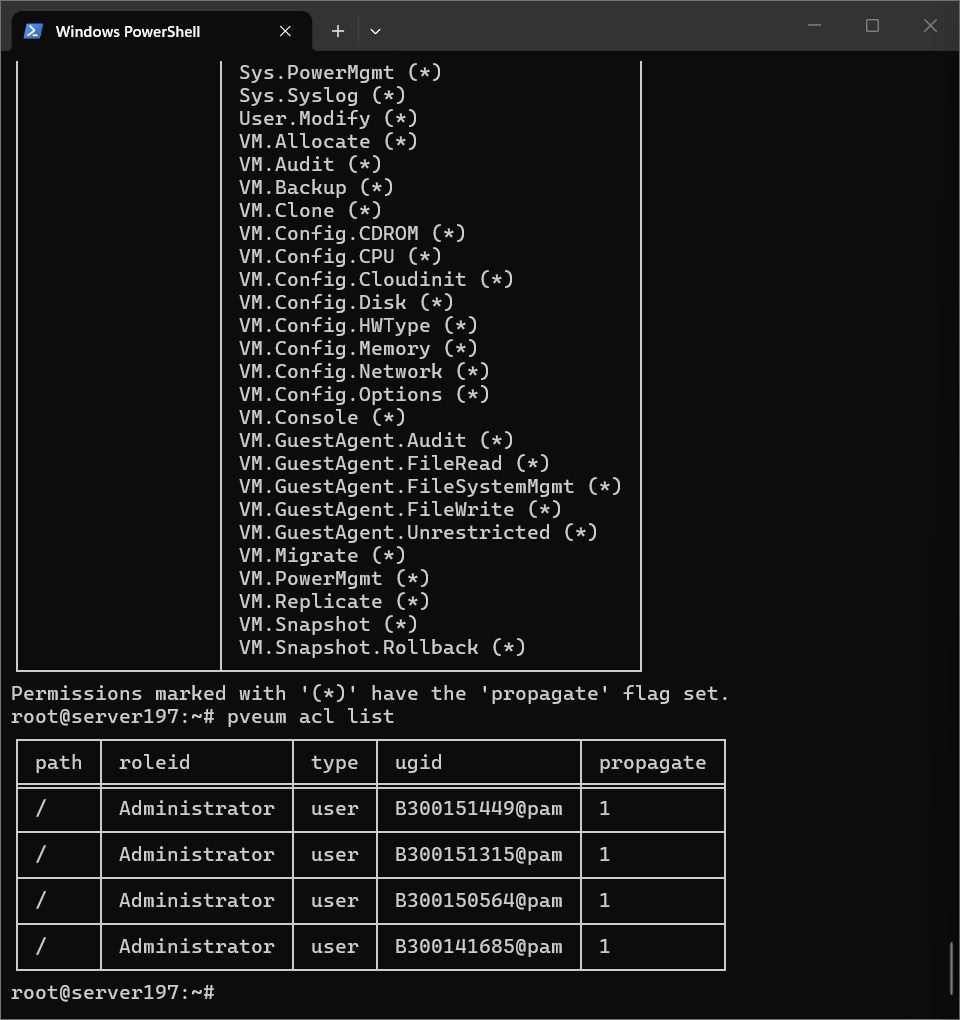 Windows PowerShell
Sys.PowerMgmt (*)
Sys.Syslog (*)
User.Modify (*)
VM.Allocate (*)
VM.Audit (*)
VM.Backup (*)
VM.Clone (*)
VM.Config.CDROM (*)
VM.Config.CPU (*)
VM.Config.Cloudinit (*)
VM.Config.Disk (*)
VM.Config.HWType (*)
VM.Config.Memory (*)
VM.Config.Network (*)
VM.Config.Options (*)
VM.Console (*)
VM.GuestAgent.Audit (*)
VM.GuestAgent.FileRead (*)
VM.GuestAgent.FileSystemMgmt (*)
VM.GuestAgent.FileWrite (*)
VM.GuestAgent.Unrestricted (*)
VM.Migrate (*)
VM.PowerMgmt (*)
VM.Replicate (*)
VM.Snapshot (*)
VM.Snapshot.Rollback (*)
Permissions marked with '(*)' have the 'propagate' flag set.
root@server197:~# pveum acl list
path roleid type ugid propagate
/ Administrator user B300151449@pam 1
/ Administrator user B300151315@pam 1
/ Administrator user B300150564@pam 1
/ Administrator user B300141685@pam 1
root@server197:~#